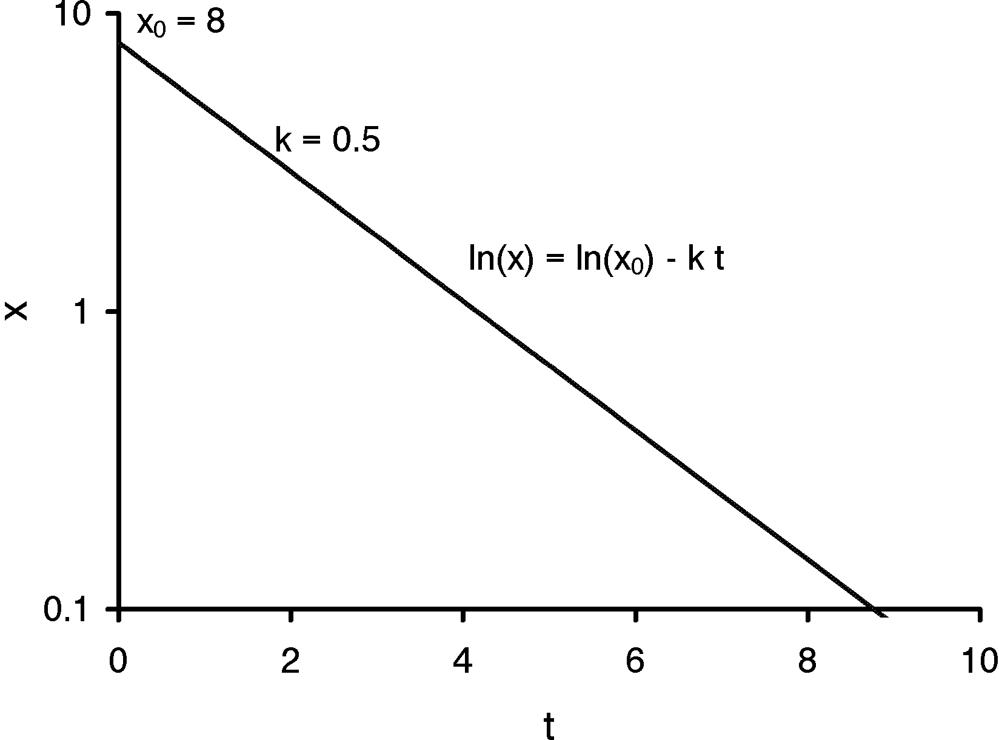 10
x₀ = 8
k = 0.5
ln(x) = ln(x₀) - k t
x
1
0.1
0 2 4 6 8 10
t